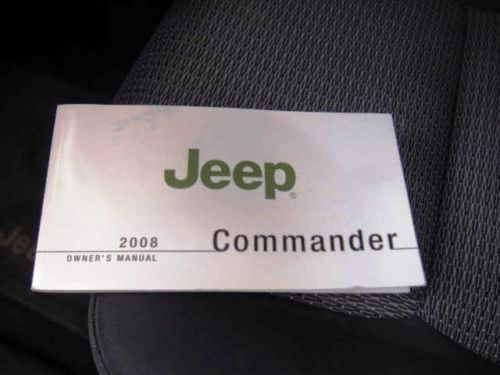 Jeep®
2008 Commander
OWNER'S MANUAL